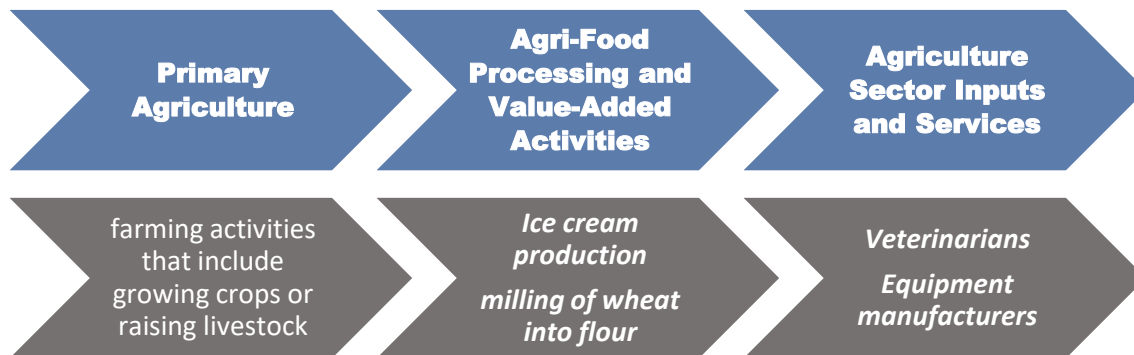 Primary
Agriculture
Agri-Food
Processing and
Value-Added
Activities
Agriculture
Sector Inputs
and Services
farming activities
that include
growing crops or
raising livestock
Ice cream
production
milling of wheat
into flour
Veterinarians
Equipment
manufacturers